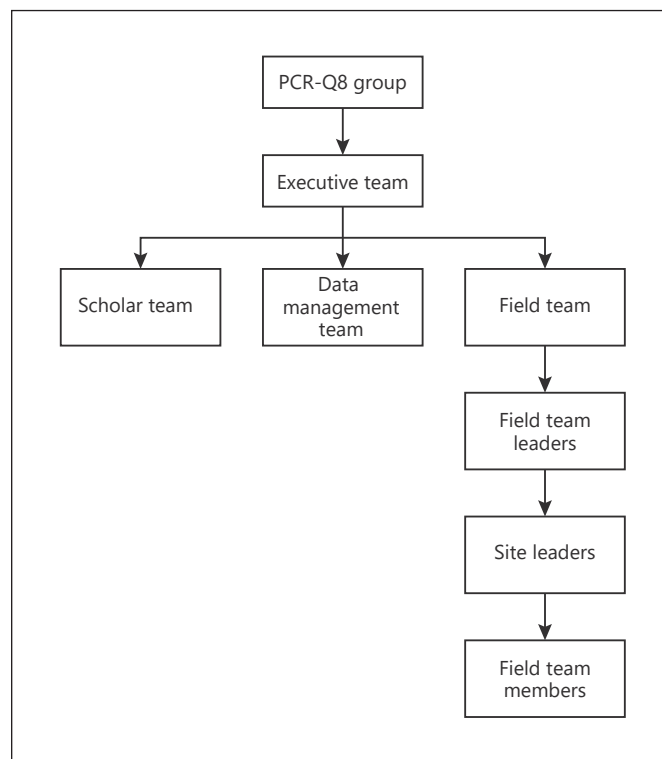 PCR-Q8 group
Executive team
Scholar team
Data
management
team
Field team
Field team
leaders
Site leaders
Field team
members